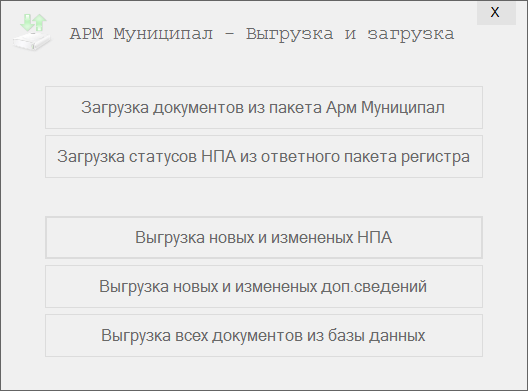 X
АРМ Муниципал - Выгрузка и загрузка
Загрузка документов из пакета Арм Муниципал
Загрузка статусов НПА из ответного пакета регистра
Выгрузка новых и измененых НПА
Выгрузка новых и измененых доп.сведений
Выгрузка всех документов из базы данных